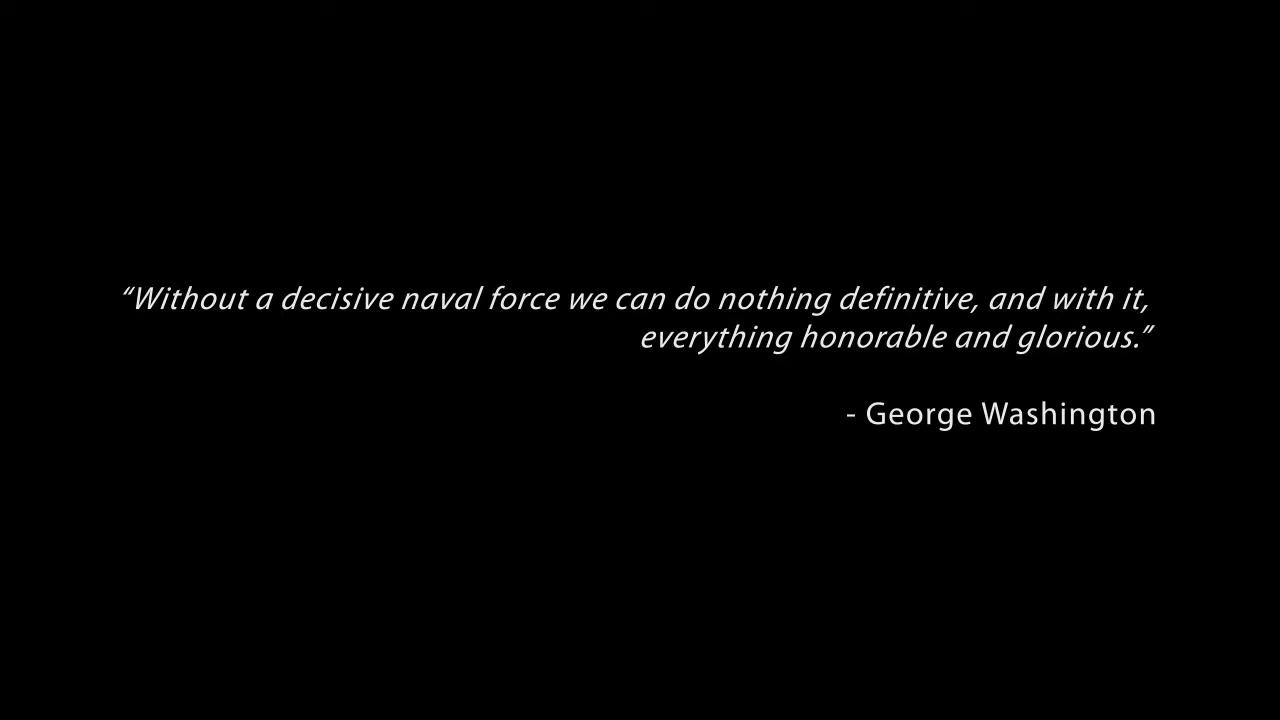 “Without a decisive naval force we can do nothing definitive, and with it,
everything honorable and glorious.”
- George Washington